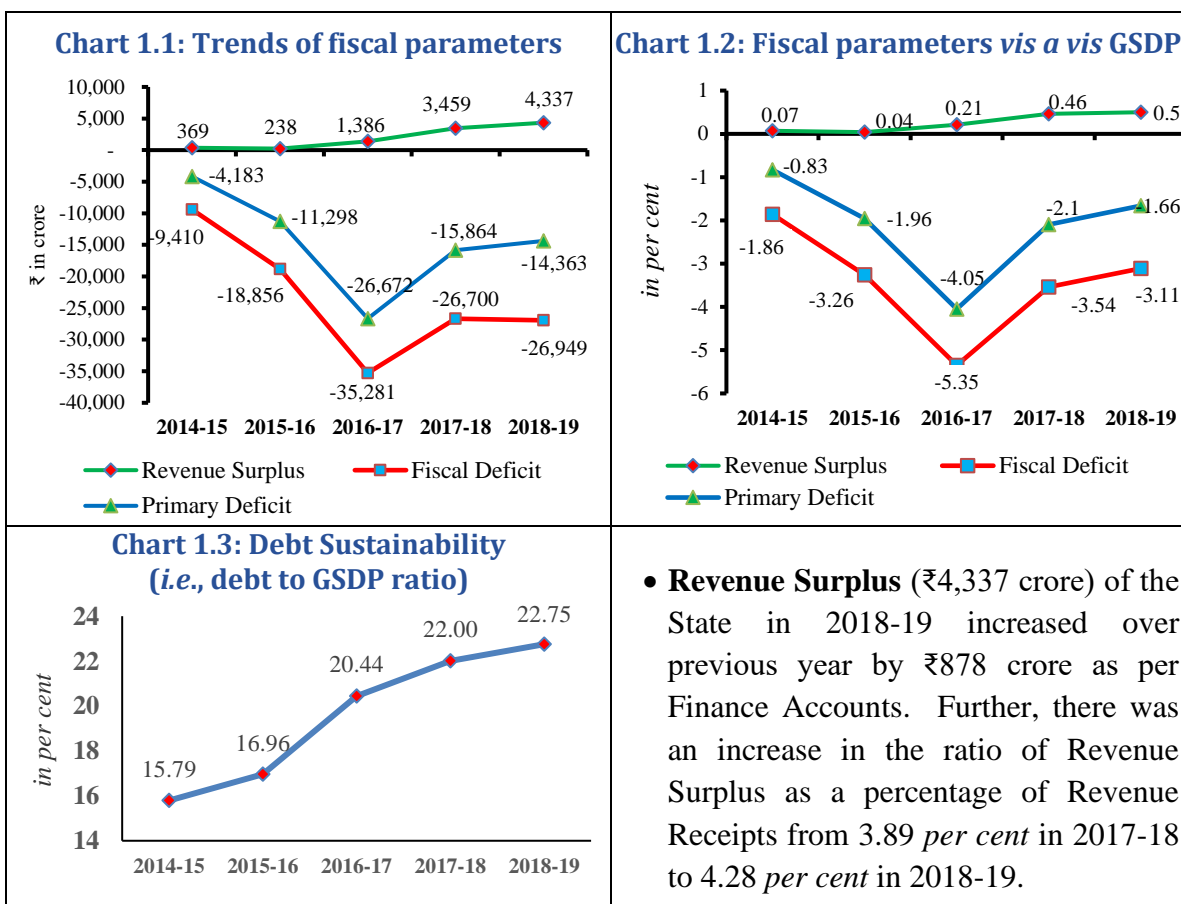 Chart 1.1: Trends of fiscal parameters
₹ in crore
10,000
5,000
-
-5,000
-10,000
-15,000
-20,000
-25,000
-30,000
-35,000
-40,000
369
238
1,386
3,459
4,337
-4,183
-11,298
-26,672
-15,864
-14,363
-9,410
-18,856
-35,281
-26,700
-26,949
2014-15 2015-16 2016-17 2017-18 2018-19
Revenue Surplus Fiscal Deficit
Primary Deficit
Chart 1.2: Fiscal parameters vis a vis GSDP
in per cent
1
0
-1
-2
-3
-4
-5
-6
0.07
0.04
0.21
0.46
0.5
-0.83
-1.96
-4.05
-2.1
-1.66
-1.86
-3.26
-5.35
-3.54
-3.11
2014-15 2015-16 2016-17 2017-18 2018-19
Revenue Surplus Fiscal Deficit
Primary Deficit
Chart 1.3: Debt Sustainability
(i.e., debt to GSDP ratio)
in per cent
24
22
20
18
16
14
15.79
16.96
20.44
22.00
22.75
2014-15 2015-16 2016-17 2017-18 2018-19
• Revenue Surplus (₹4,337 crore) of the
State in 2018-19 increased over
previous year by ₹878 crore as per
Finance Accounts. Further, there was
an increase in the ratio of Revenue
Surplus as a percentage of Revenue
Receipts from 3.89 per cent in 2017-18
to 4.28 per cent in 2018-19.